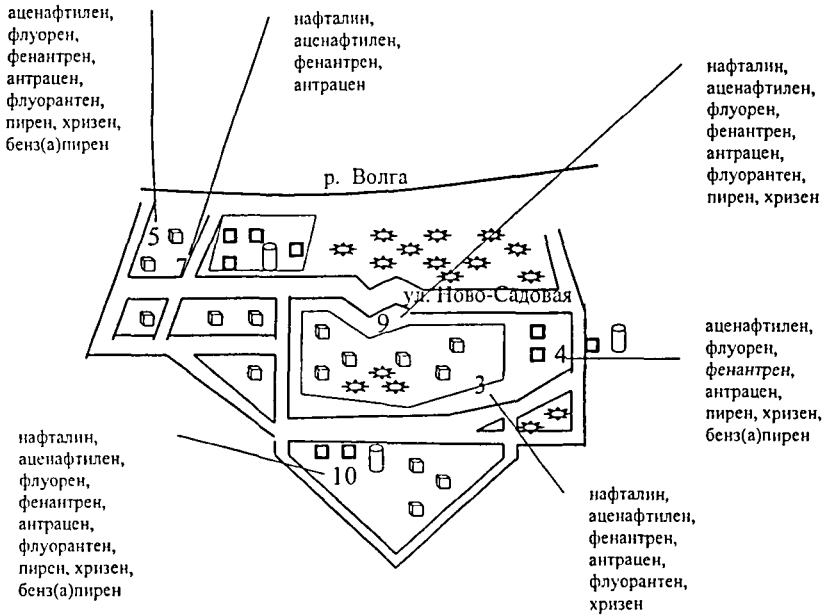 аценафтилен,
флуорен,
фенантрен,
антрацен,
флуорантен,
пирен, хризен,
бенз(а)пирен
нафталин,
аценафтилен,
фенантрен,
антрацен
нафталин,
аценафтилен,
флуорен,
фенантрен,
антрацен,
флуорантен,
пирен, хризен
р. Волга
5
7
ул. Ново-Садовая
9
4
3
10
аценафтилен,
флуорен,
фенантрен,
антрацен,
пирен, хризен,
бенз(а)пирен
нафталин,
аценафтилен,
флуорен,
фенантрен,
антрацен,
флуорантен,
пирен, хризен,
бенз(а)пирен
нафталин,
аценафтилен,
фенантрен,
антрацен,
флуорантен,
хризен